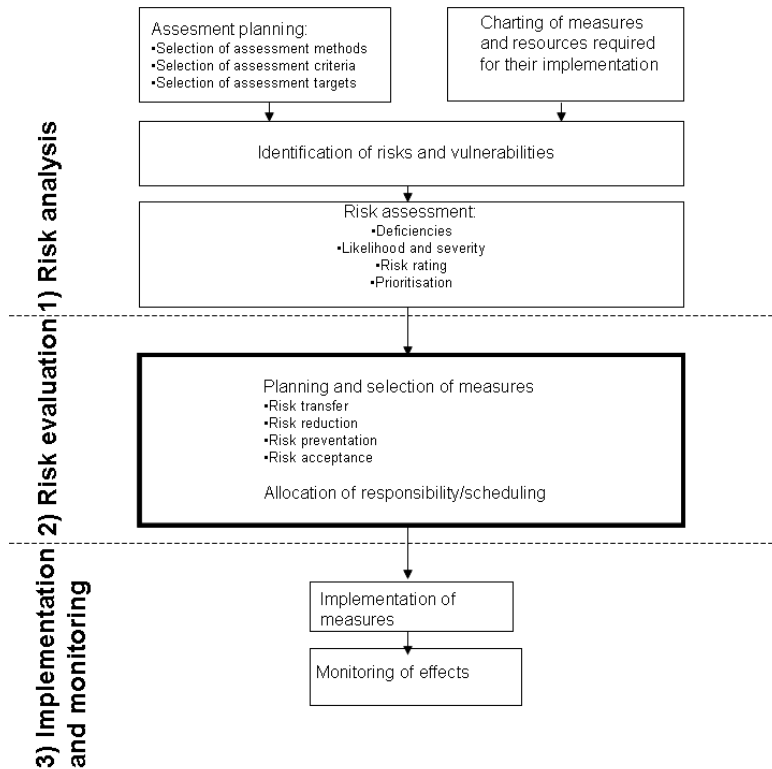 Assesment planning:
▪Selection of assessment methods
▪Selection of assessment criteria
▪Selection of assessment targets
Charting of measures
and resources required
for their implementation
Identification of risks and vulnerabilities
Risk assessment:
▪Deficiencies
▪Likelihood and severity
▪Risk rating
▪Prioritisation
1) Risk analysis
Planning and selection of measures
▪Risk transfer
▪Risk reduction
▪Risk preventation
▪Risk acceptance
Allocation of responsibility/scheduling
2) Risk evaluation
Implementation of
measures
Monitoring of effects
3) Implementation
and monitoring